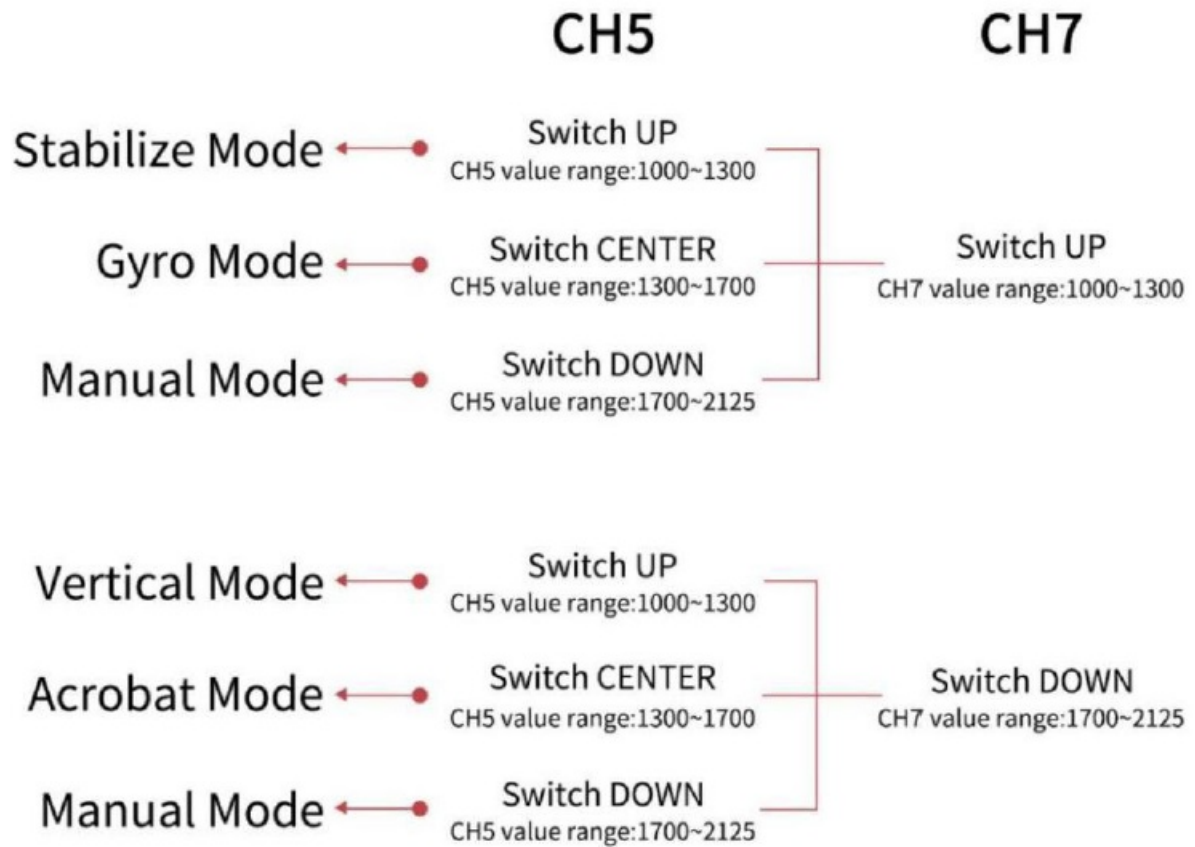 CH5 CH7
Stabilize Mode
Switch UP
CH5 value range:1000~1300
Gyro Mode
Switch CENTER
CH5 value range:1300~1700
Switch UP
CH7 value range:1000~1300
Manual Mode
Switch DOWN
CH5 value range:1700~2125
Vertical Mode
Switch UP
CH5 value range:1000~1300
Acrobat Mode
Switch CENTER
CH5 value range:1300~1700
Switch DOWN
CH7 value range:1700~2125
Manual Mode
Switch DOWN
CH5 value range:1700~2125